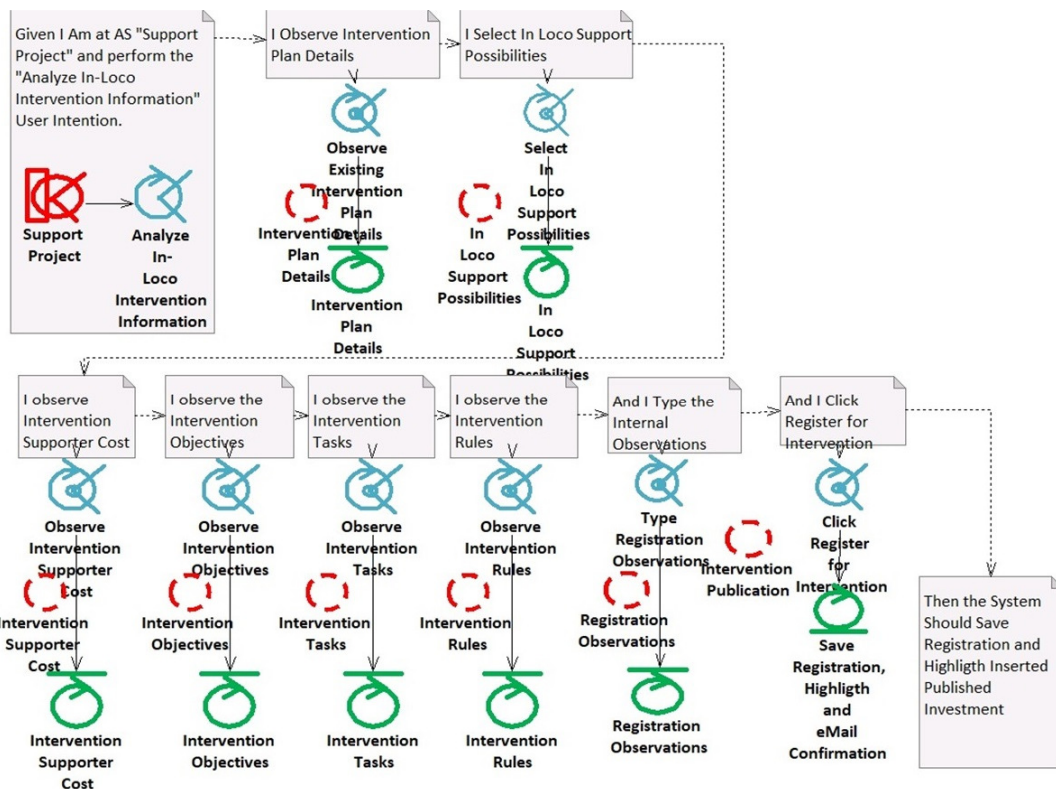 Given I Am at AS "Support
Project" and perform the
"Analyze In-Loco
Intervention Information"
User Intention.
Support
Project
Analyze
In-
Loco
Intervention
Information
I Observe Intervention
Plan Details
Observe
Existing
Intervention
Plan
Details
Intervention
Plan
Details
Intervention
Plan
Details
I Select In Loco Support
Possibilities
Select
In
Loco
Support
Possibilities
In
Loco
Support
Possibilities
In
Loco
Support
Possibilities
I observe
Intervention
Supporter Cost
Observe
Intervention
Supporter
Cost
Intervention
Supporter
Cost
Intervention
Supporter
Cost
I observe the
Intervention
Objectives
Observe
Intervention
Objectives
Intervention
Objectives
Intervention
Objectives
I observe the
Intervention
Tasks
Observe
Intervention
Tasks
Intervention
Tasks
Intervention
Tasks
I observe the
Intervention
Rules
Observe
Intervention
Rules
Intervention
Rules
Intervention
Rules
And I Type the
Internal
Observations
Type
Registration
Observations
Registration
Observations
Registration
Observations
And I Click
Register for
Intervention
Click
Register
for
Intervention
Intervention
Publication
Save
Registration,
Highligth
and
eMail
Confirmation
Then the System
Should Save
Registration and
Highligth Inserted
Published
Investment